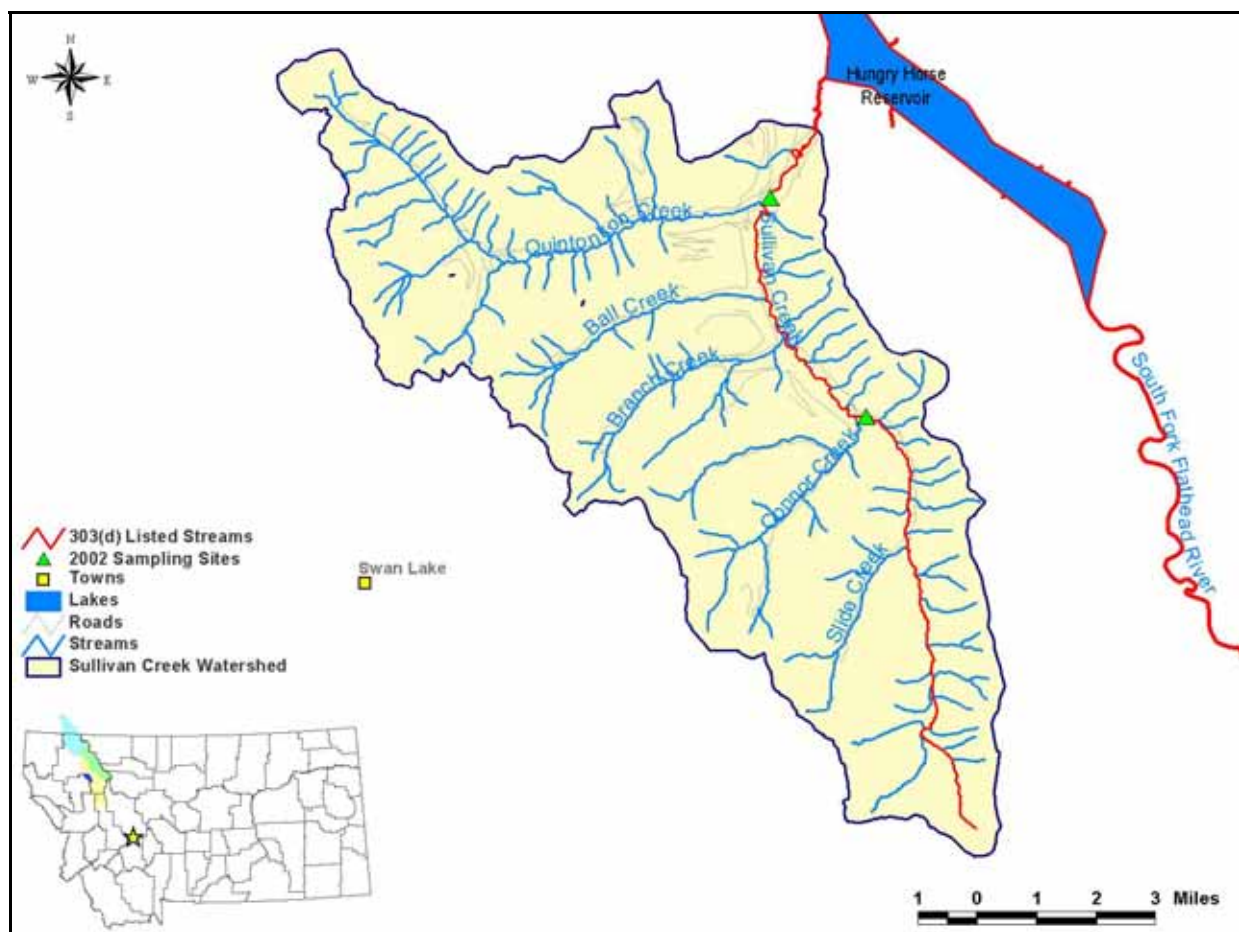 N
W E
S
Hungry Horse
Reservoir
Quintonson Creek
Sullivan Creek
Ball Creek
Branch Creek
Connor Creek
Slide Creek
South Fork Flathead River
303(d) Listed Streams
2002 Sampling Sites
Towns
Lakes
Roads
Streams
Sullivan Creek Watershed
Swan Lake
1 0 1 2 3 Miles